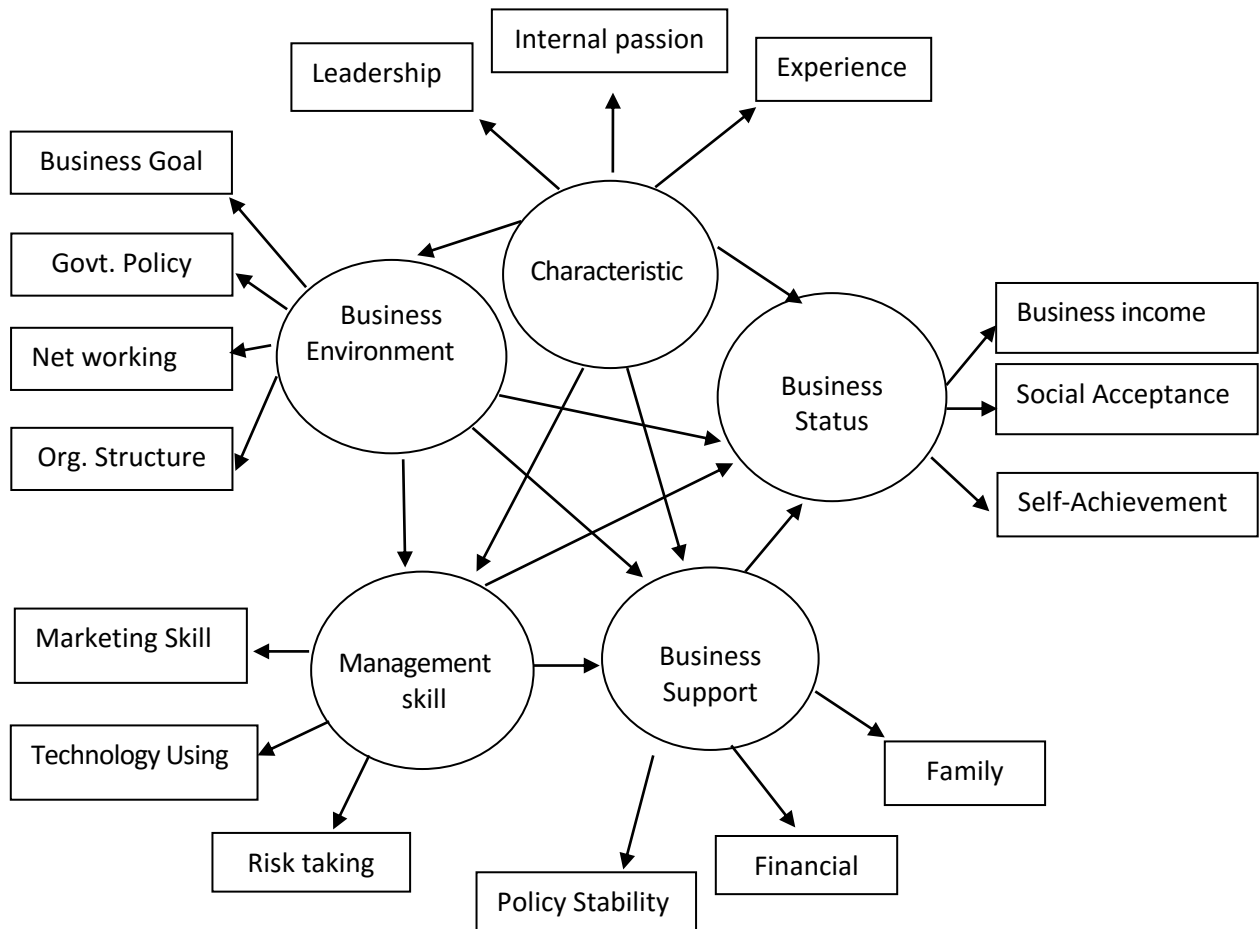 Internal passion
Leadership
Experience
Business Goal
Govt. Policy
Net working
Org. Structure
Characteristic
Business
Environment
Business
Status
Business income
Social Acceptance
Self-Achievement
Marketing Skill
Technology Using
Risk taking
Management
skill
Business
Support
Family
Financial
Policy Stability